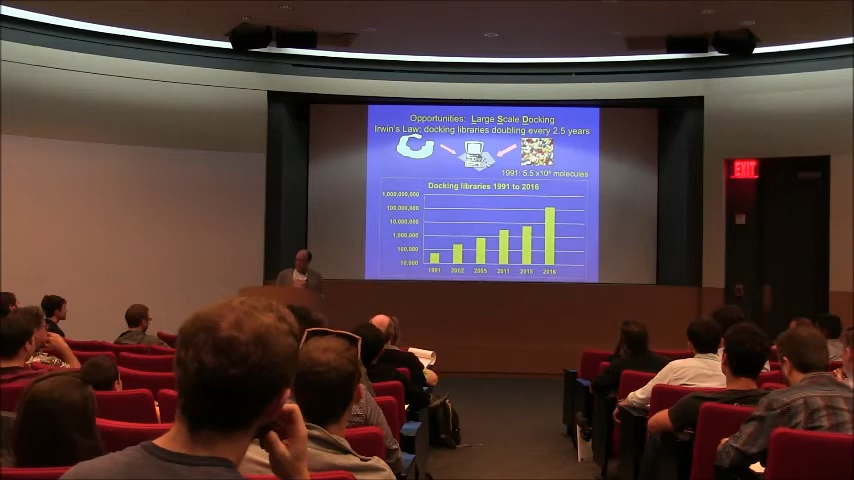 Opportunities: Large Scale Docking
Irwin's Law: docking libraries doubling every 2.5 years
1991: 5.5 x10⁴ molecules
Docking libraries 1991 to 2016
1,000,000,000
100,000,000
10,000,000
1,000,000
100,000
10,000
1991 2002 2005 2011 2015 2016
EXIT